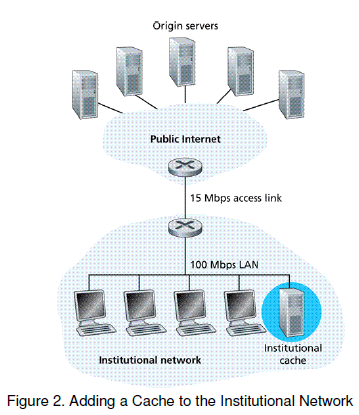 Origin servers
Public Internet
15 Mbps access link
100 Mbps LAN
Institutional
cache
Institutional network
Figure 2. Adding a Cache to the Institutional Network